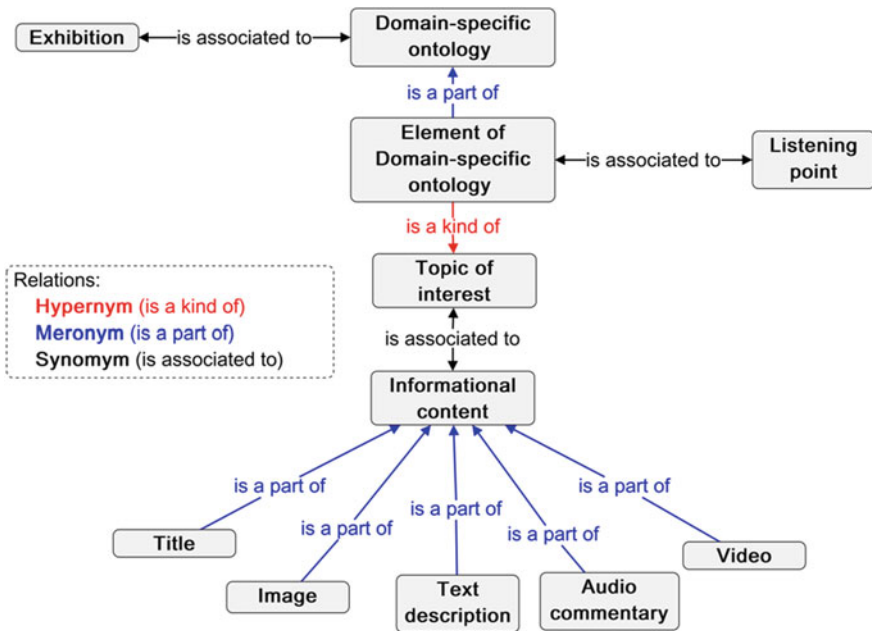 Exhibition
is associated to
Domain-specific
ontology
is a part of
Element of
Domain-specific
ontology
is associated to
Listening
point
is a kind of
Topic of
interest
Relations:
Hypernym (is a kind of)
Meronym (is a part of)
Synomym (is associated to)
is associated to
Informational
content
is a part of
is a part of
is a part of
is a part of
is a part of
Title
Image
Text
description
Audio
commentary
Video